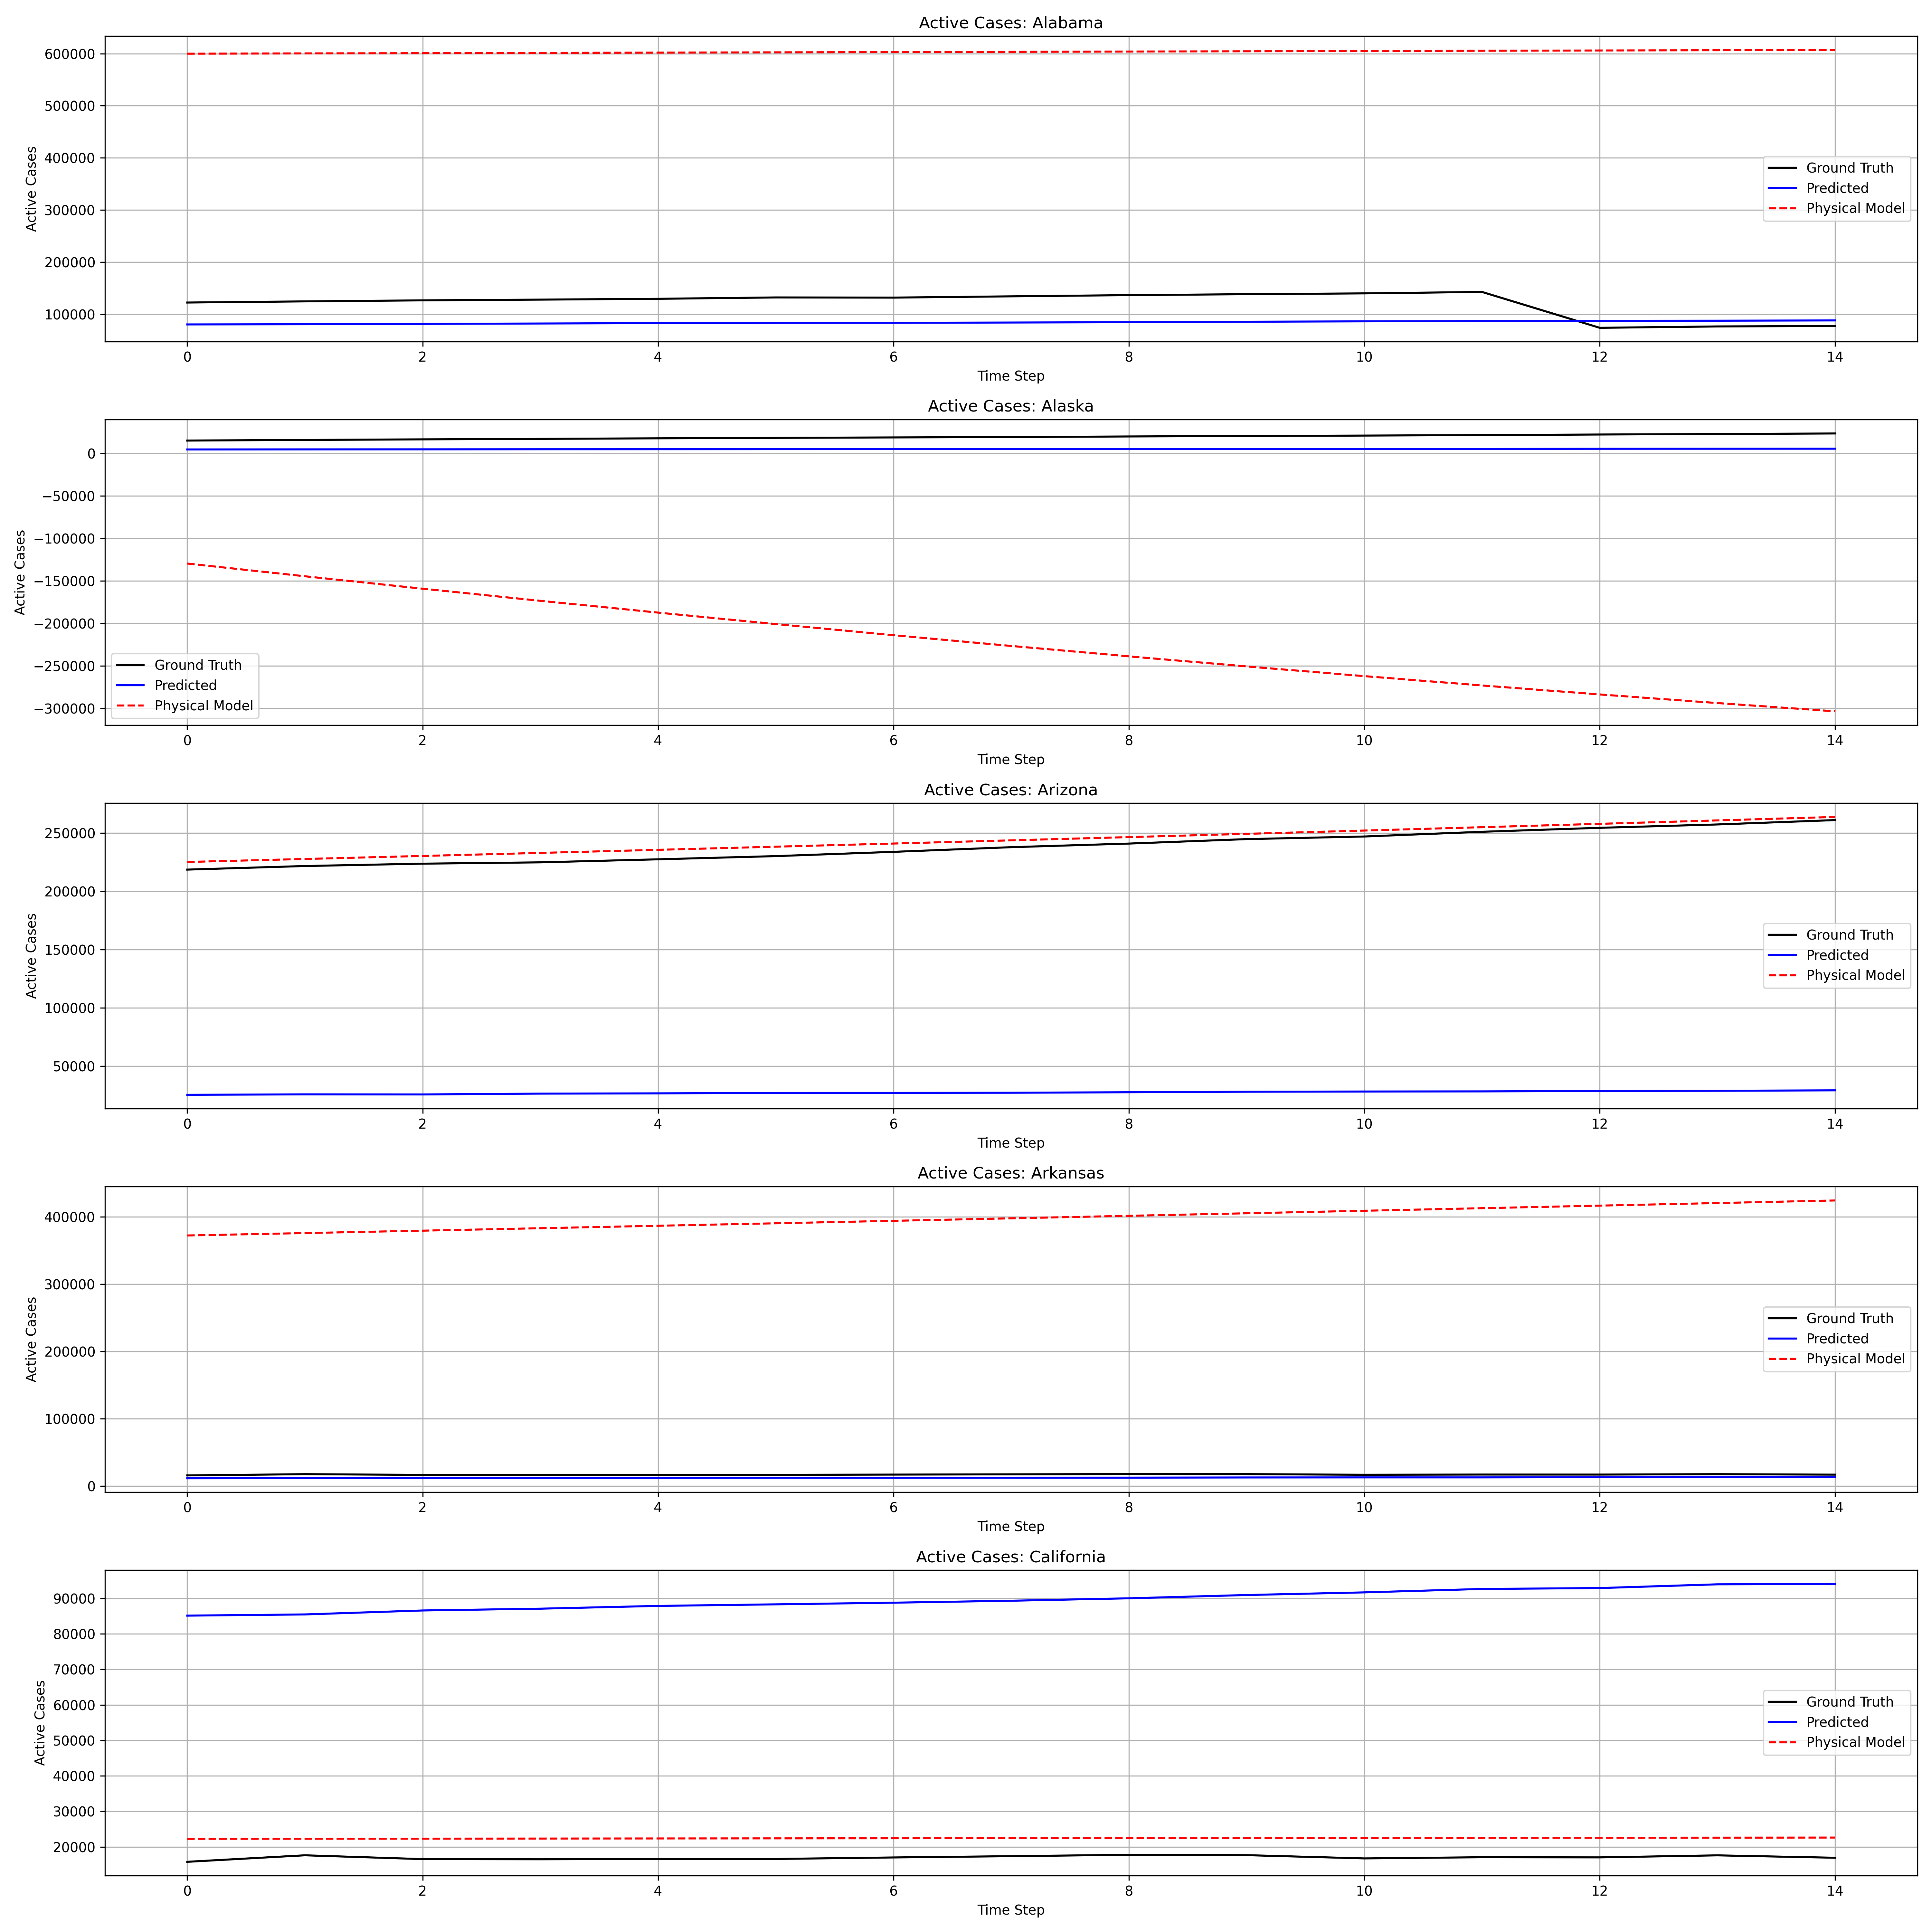 Active Cases: Alabama
Active Cases
600000
500000
400000
300000
200000
100000
Ground Truth
Predicted
Physical Model
0 2 4 6 8 10 12 14
Time Step
Active Cases: Alaska
Active Cases
0
−50000
−100000
−150000
−200000
−250000
−300000
Ground Truth
Predicted
Physical Model
0 2 4 6 8 10 12 14
Time Step
Active Cases: Arizona
Active Cases
250000
200000
150000
100000
50000
Ground Truth
Predicted
Physical Model
0 2 4 6 8 10 12 14
Time Step
Active Cases: Arkansas
Active Cases
400000
300000
200000
100000
0
Ground Truth
Predicted
Physical Model
0 2 4 6 8 10 12 14
Time Step
Active Cases: California
Active Cases
90000
80000
70000
60000
50000
40000
30000
20000
Ground Truth
Predicted
Physical Model
0 2 4 6 8 10 12 14
Time Step